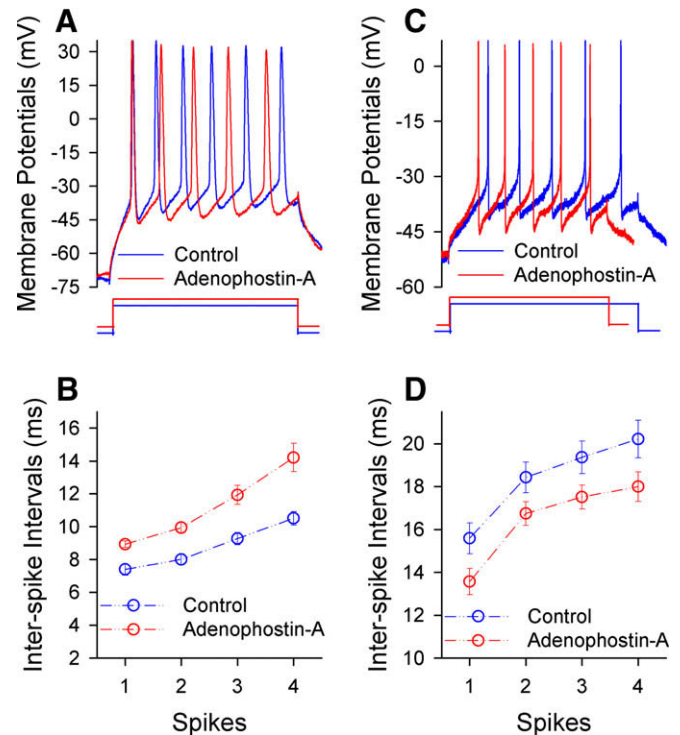 A
Membrane Potentials (mV)
30
15
0
-15
-30
-45
-60
-75
Control
Adenophostin-A
C
Membrane Potentials (mV)
0
-15
-30
-45
-60
Control
Adenophostin-A
B
Inter-spike Intervals (ms)
16
14
12
10
8
6
4
2
Control
Adenophostin-A
1 2 3 4
Spikes
D
Inter-spike Intervals (ms)
20
18
16
14
12
10
Control
Adenophostin-A
1 2 3 4
Spikes